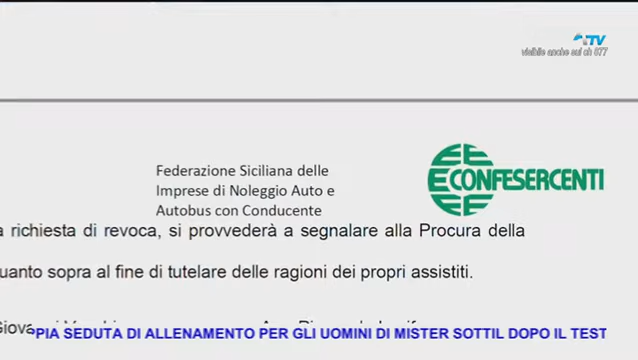 TV
visibile anche sul ch 677
Federazione Siciliana delle
Imprese di Noleggio Auto e
Autobus con Conducente
CONFESERCENTI
a richiesta di revoca, si provvederà a segnalare alla Procura della
uanto sopra al fine di tutelare delle ragioni dei propri assistiti.
PIA SEDUTA DI ALLENAMENTO PER GLI UOMINI DI MISTER SOTTIL DOPO IL TEST